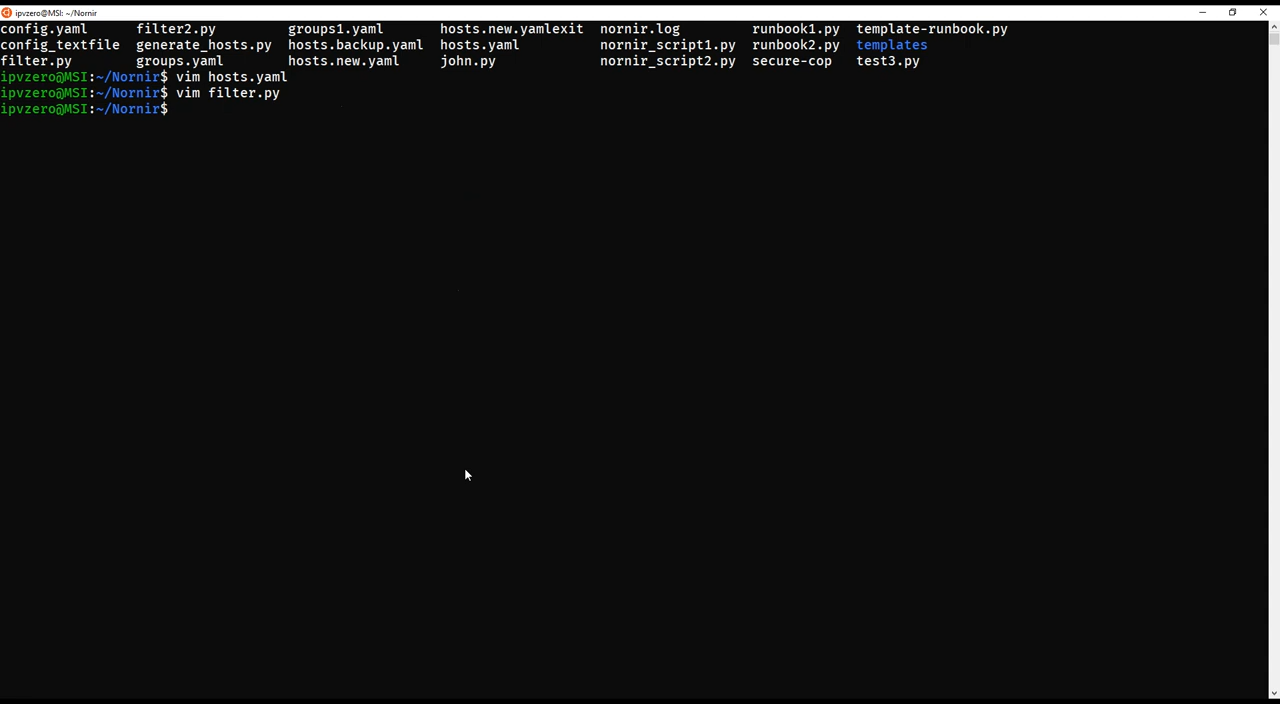 ipvzero@MSI: ~/Nornir
config.yaml filter2.py groups1.yaml hosts.new.yamlexit nornir.log runbook1.py template-runbook.py
config_textfile generate_hosts.py hosts.backup.yaml hosts.yaml nornir_script1.py runbook2.py templates
filter.py groups.yaml hosts.new.yaml john.py nornir_script2.py secure-cop test3.py
ipvzero@MSI:~/Nornir$ vim hosts.yaml
ipvzero@MSI:~/Nornir$ vim filter.py
ipvzero@MSI:~/Nornir$